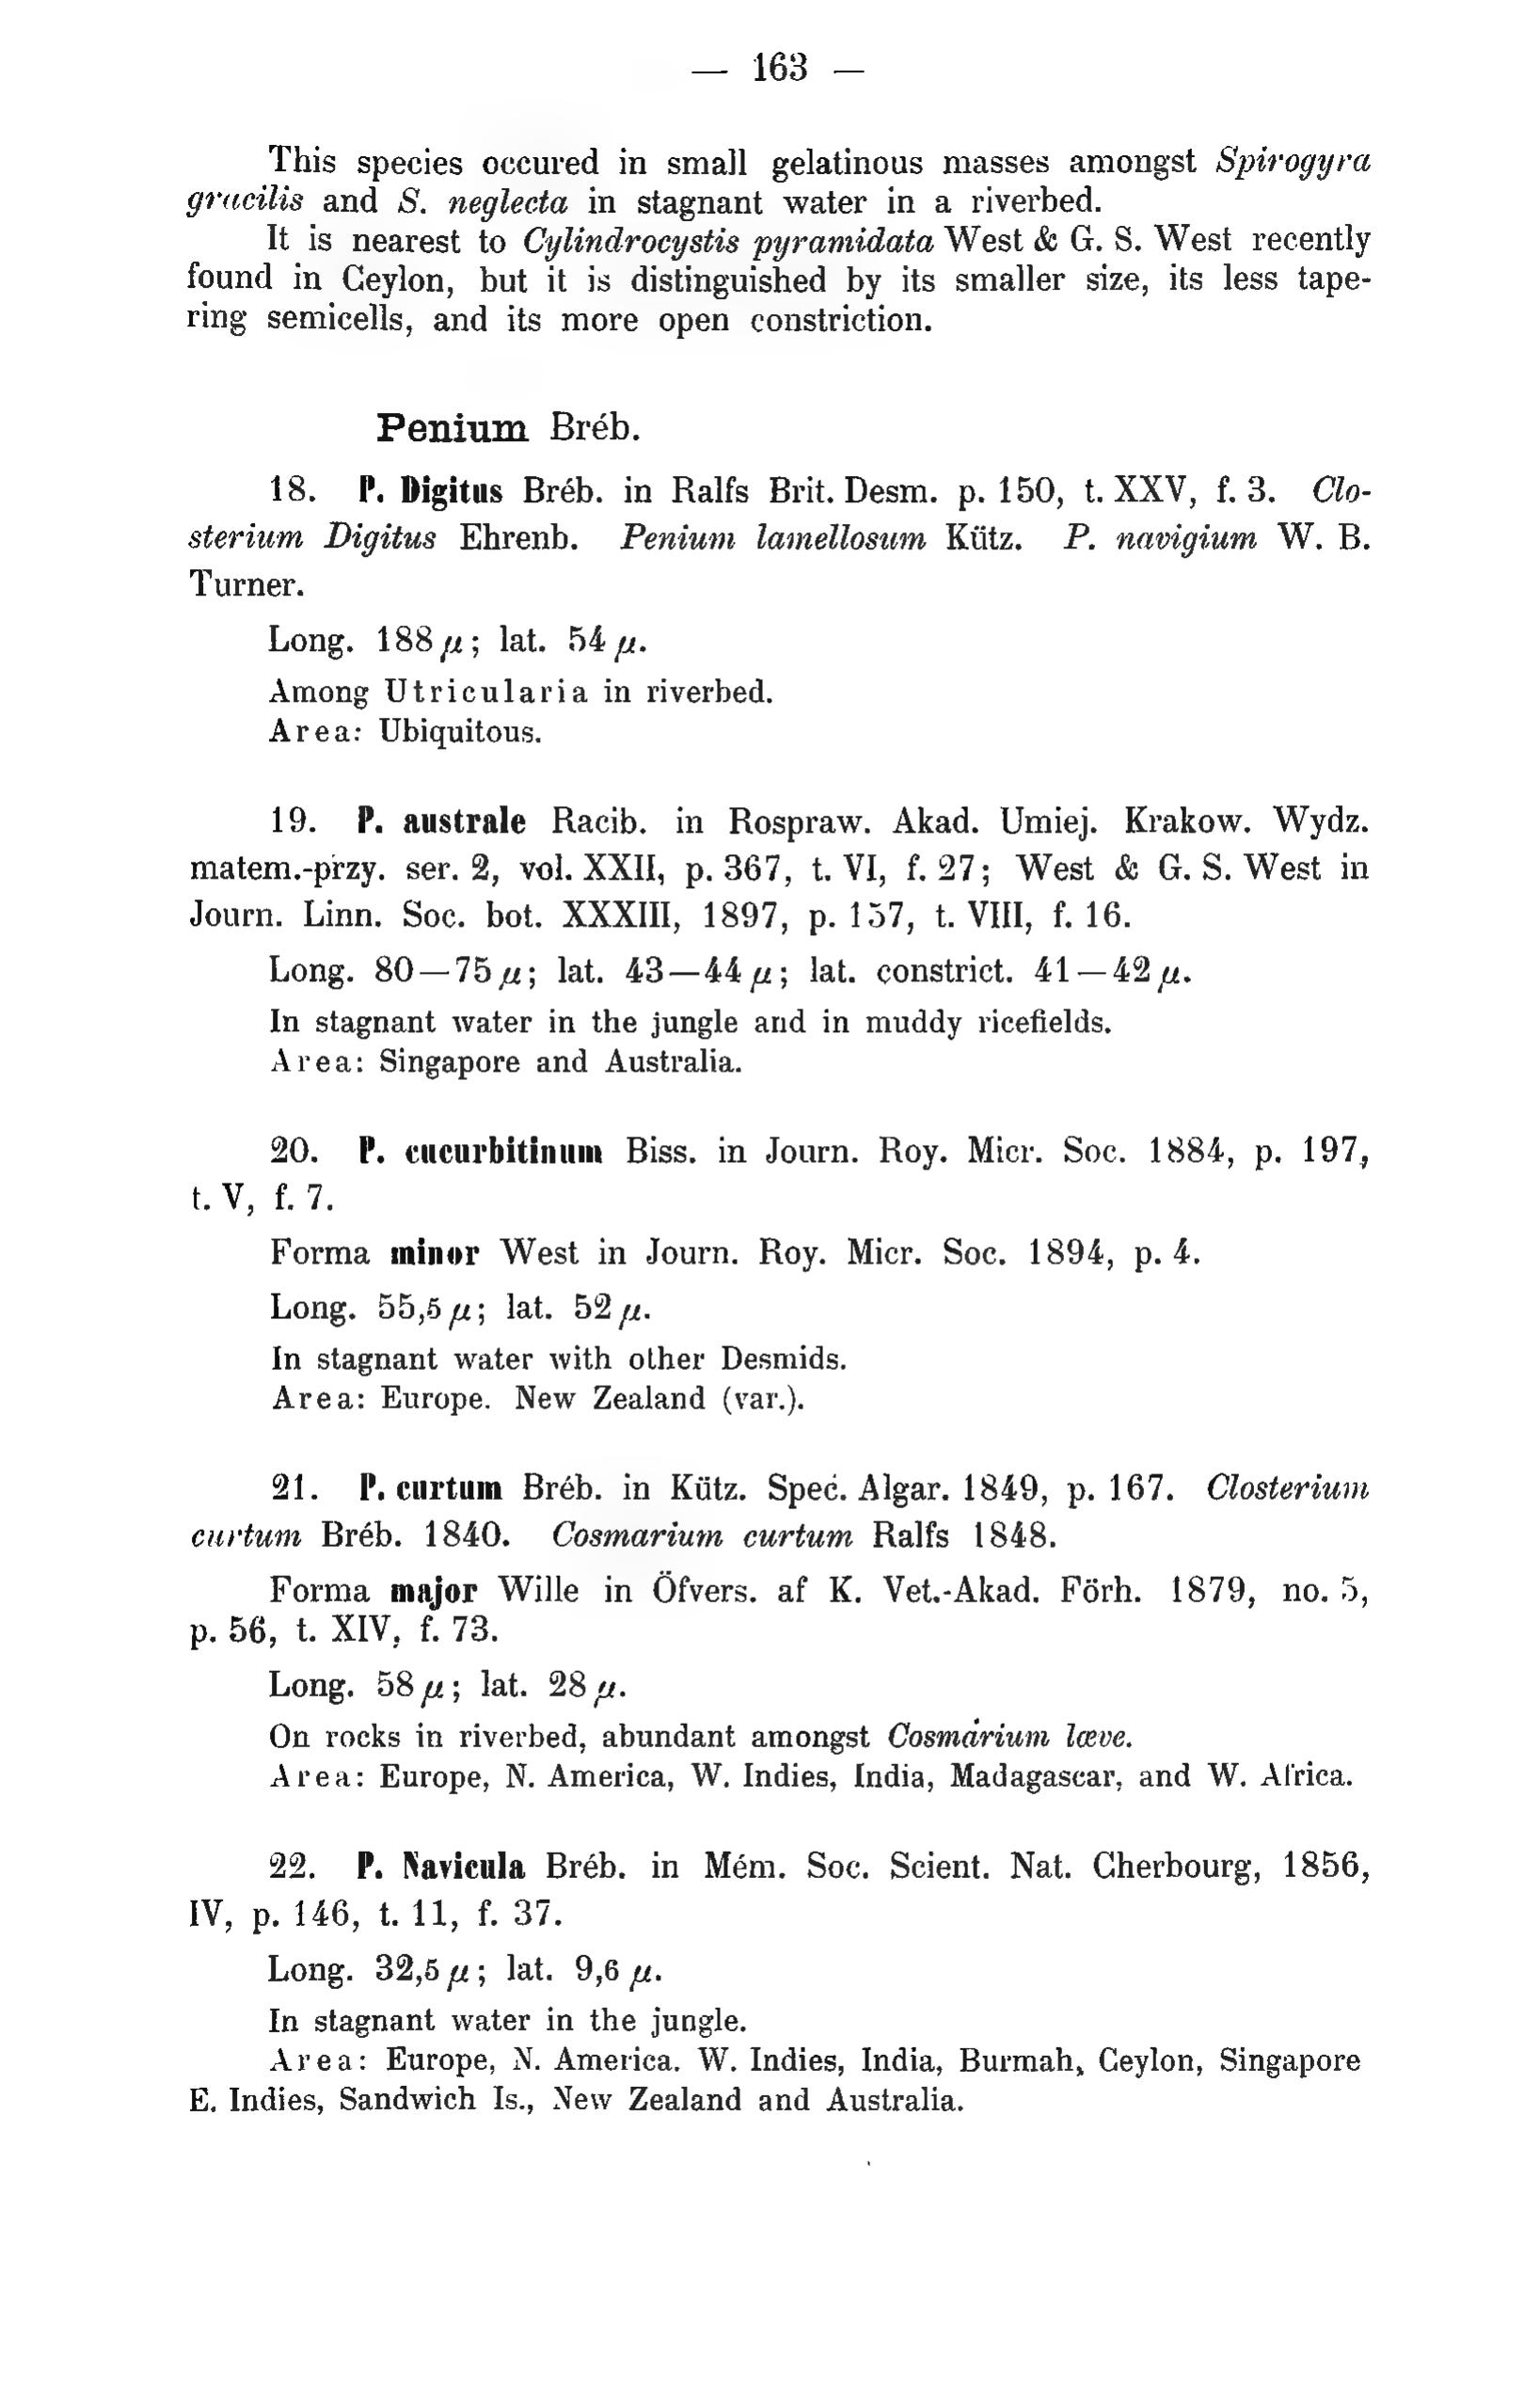 — 163 —
This species occured in small gelatinous masses amongst Spirogyra
gracilis and S. neglecta in stagnant water in a riverbed.
It is nearest to Cylindrocystis pyramidata West & G. S. West recently
found in Ceylon, but it is distinguished by its smaller size, its less tape-
ring semicells, and its more open constriction.
Penium Bréb.
18. P. Digitus Bréb. in Ralfs Brit. Desm. p. 150, t. XXV, f. 3. Clo-
sterium Digitus Ehrenb. Penium lamellosum Kütz. P. navigium W. B.
Turner.
Long. 188 μ; lat. 54 μ.
Among Utricularia in riverbed.
Area: Ubiquitous.
19. P. australe Racib. in Rospraw. Akad. Umiej. Krakow. Wydz.
matem.-przy. ser. 2, vol. XXII, p. 367, t. VI, f. 27; West & G. S. West in
Journ. Linn. Soc. bot. XXXIII, 1897, p. 157, t. VIII, f. 16.
Long. 80—75 μ; lat. 43—44 μ; lat. constrict. 41—42 μ.
In stagnant water in the jungle and in muddy ricefields.
Area: Singapore and Australia.
20. P. cucurbitinum Biss. in Journ. Roy. Micr. Soc. 1884, p. 197,
t. V, f. 7.
Forma minor West in Journ. Roy. Micr. Soc. 1894, p. 4.
Long. 55,5 μ; lat. 52 μ.
In stagnant water with other Desmids.
Area: Europe. New Zealand (var.).
21. P. curtum Bréb. in Kütz. Spec. Algar. 1849, p. 167. Closterium
curtum Bréb. 1840. Cosmarium curtum Ralfs 1848.
Forma major Wille in Öfvers. af K. Vet.-Akad. Förh. 1879, no. 5,
p. 56, t. XIV, f. 73.
Long. 58 μ; lat. 28 μ.
On rocks in riverbed, abundant amongst Cosmarium læve.
Area: Europe, N. America, W. Indies, India, Madagascar, and W. Africa.
22. P. Navicula Bréb. in Mém. Soc. Scient. Nat. Cherbourg, 1856,
IV, p. 146, t. 11, f. 37.
Long. 32,5 μ; lat. 9,6 μ.
In stagnant water in the jungle.
Area: Europe, N. America. W. Indies, India, Burmah, Ceylon, Singapore
E. Indies, Sandwich Is., New Zealand and Australia.